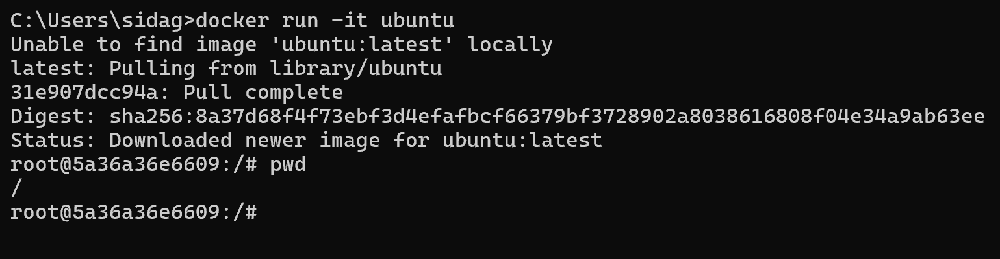 C:\Users\sidag>docker run -it ubuntu
Unable to find image 'ubuntu:latest' locally
latest: Pulling from library/ubuntu
31e907dcc94a: Pull complete
Digest: sha256:8a37d68f4f73ebf3d4efafbcf66379bf3728902a8038616808f04e34a9ab63ee
Status: Downloaded newer image for ubuntu:latest
root@5a36a36e6609:/# pwd
/
root@5a36a36e6609:/#